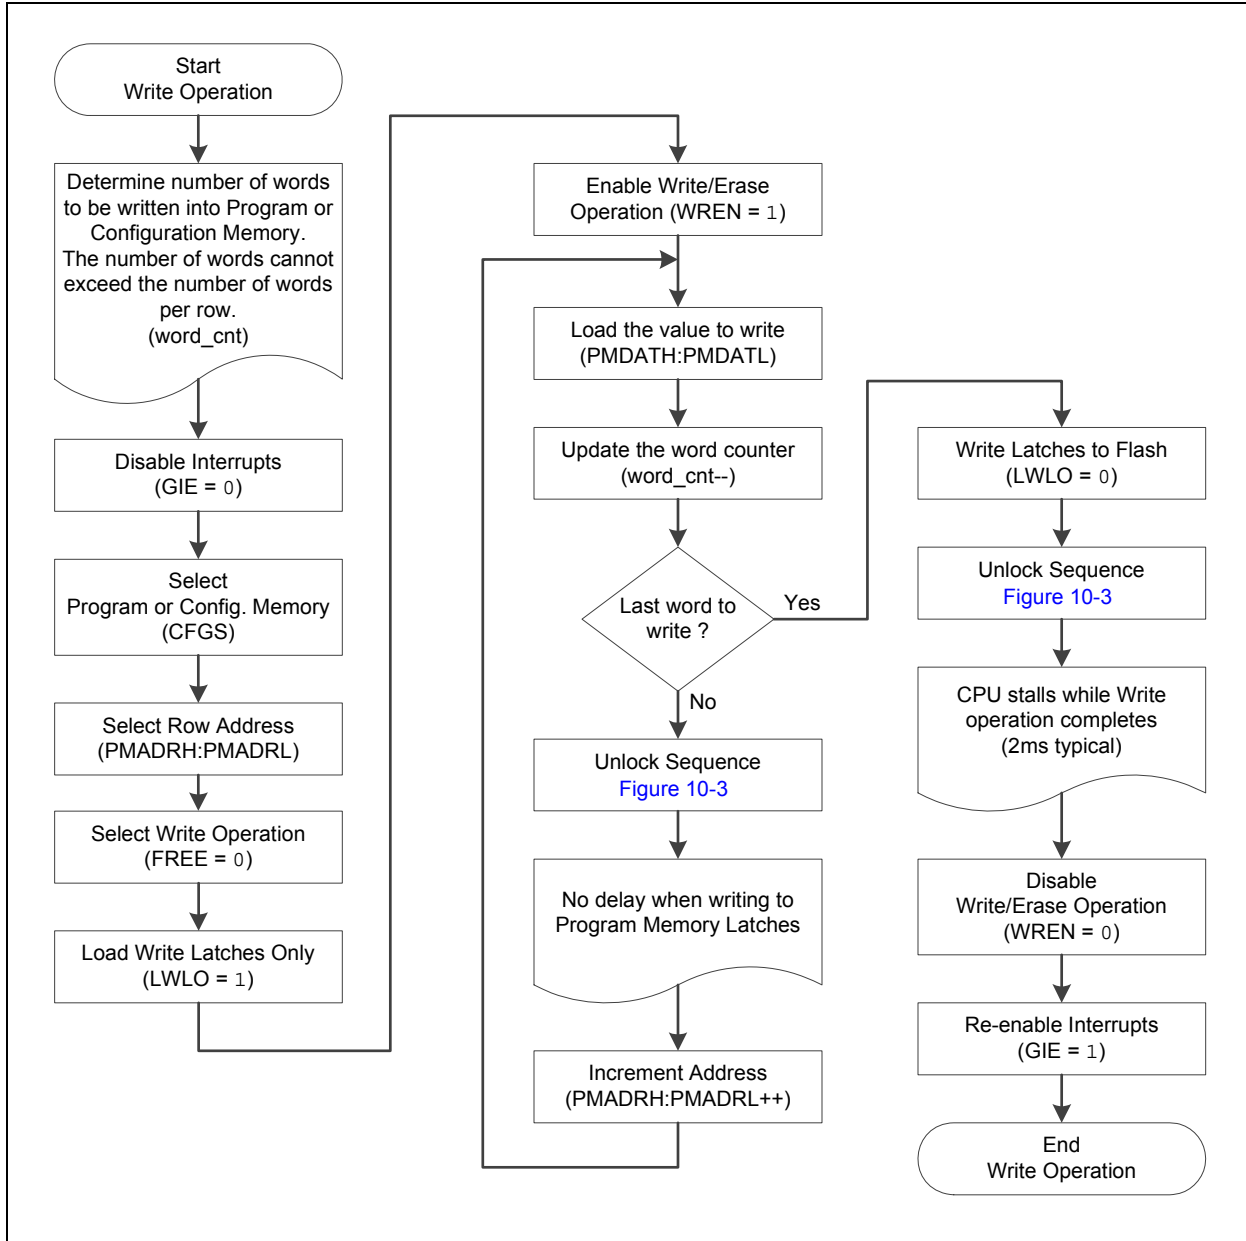 Start
Write Operation
Determine number of words
to be written into Program or
Configuration Memory.
The number of words cannot
exceed the number of words
per row.
(word_cnt)
Disable Interrupts
(GIE = 0)
Select
Program or Config. Memory
(CFGS)
Select Row Address
(PMADRH:PMADRL)
Select Write Operation
(FREE = 0)
Load Write Latches Only
(LWLO = 1)
Enable Write/Erase
Operation (WREN = 1)
Load the value to write
(PMDATH:PMDATL)
Update the word counter
(word_cnt--)
Last word to
write ?
Yes
No
Unlock Sequence
Figure 10-3
No delay when writing to
Program Memory Latches
Increment Address
(PMADRH:PMADRL++)
Write Latches to Flash
(LWLO = 0)
Unlock Sequence
Figure 10-3
CPU stalls while Write
operation completes
(2ms typical)
Disable
Write/Erase Operation
(WREN = 0)
Re-enable Interrupts
(GIE = 1)
End
Write Operation